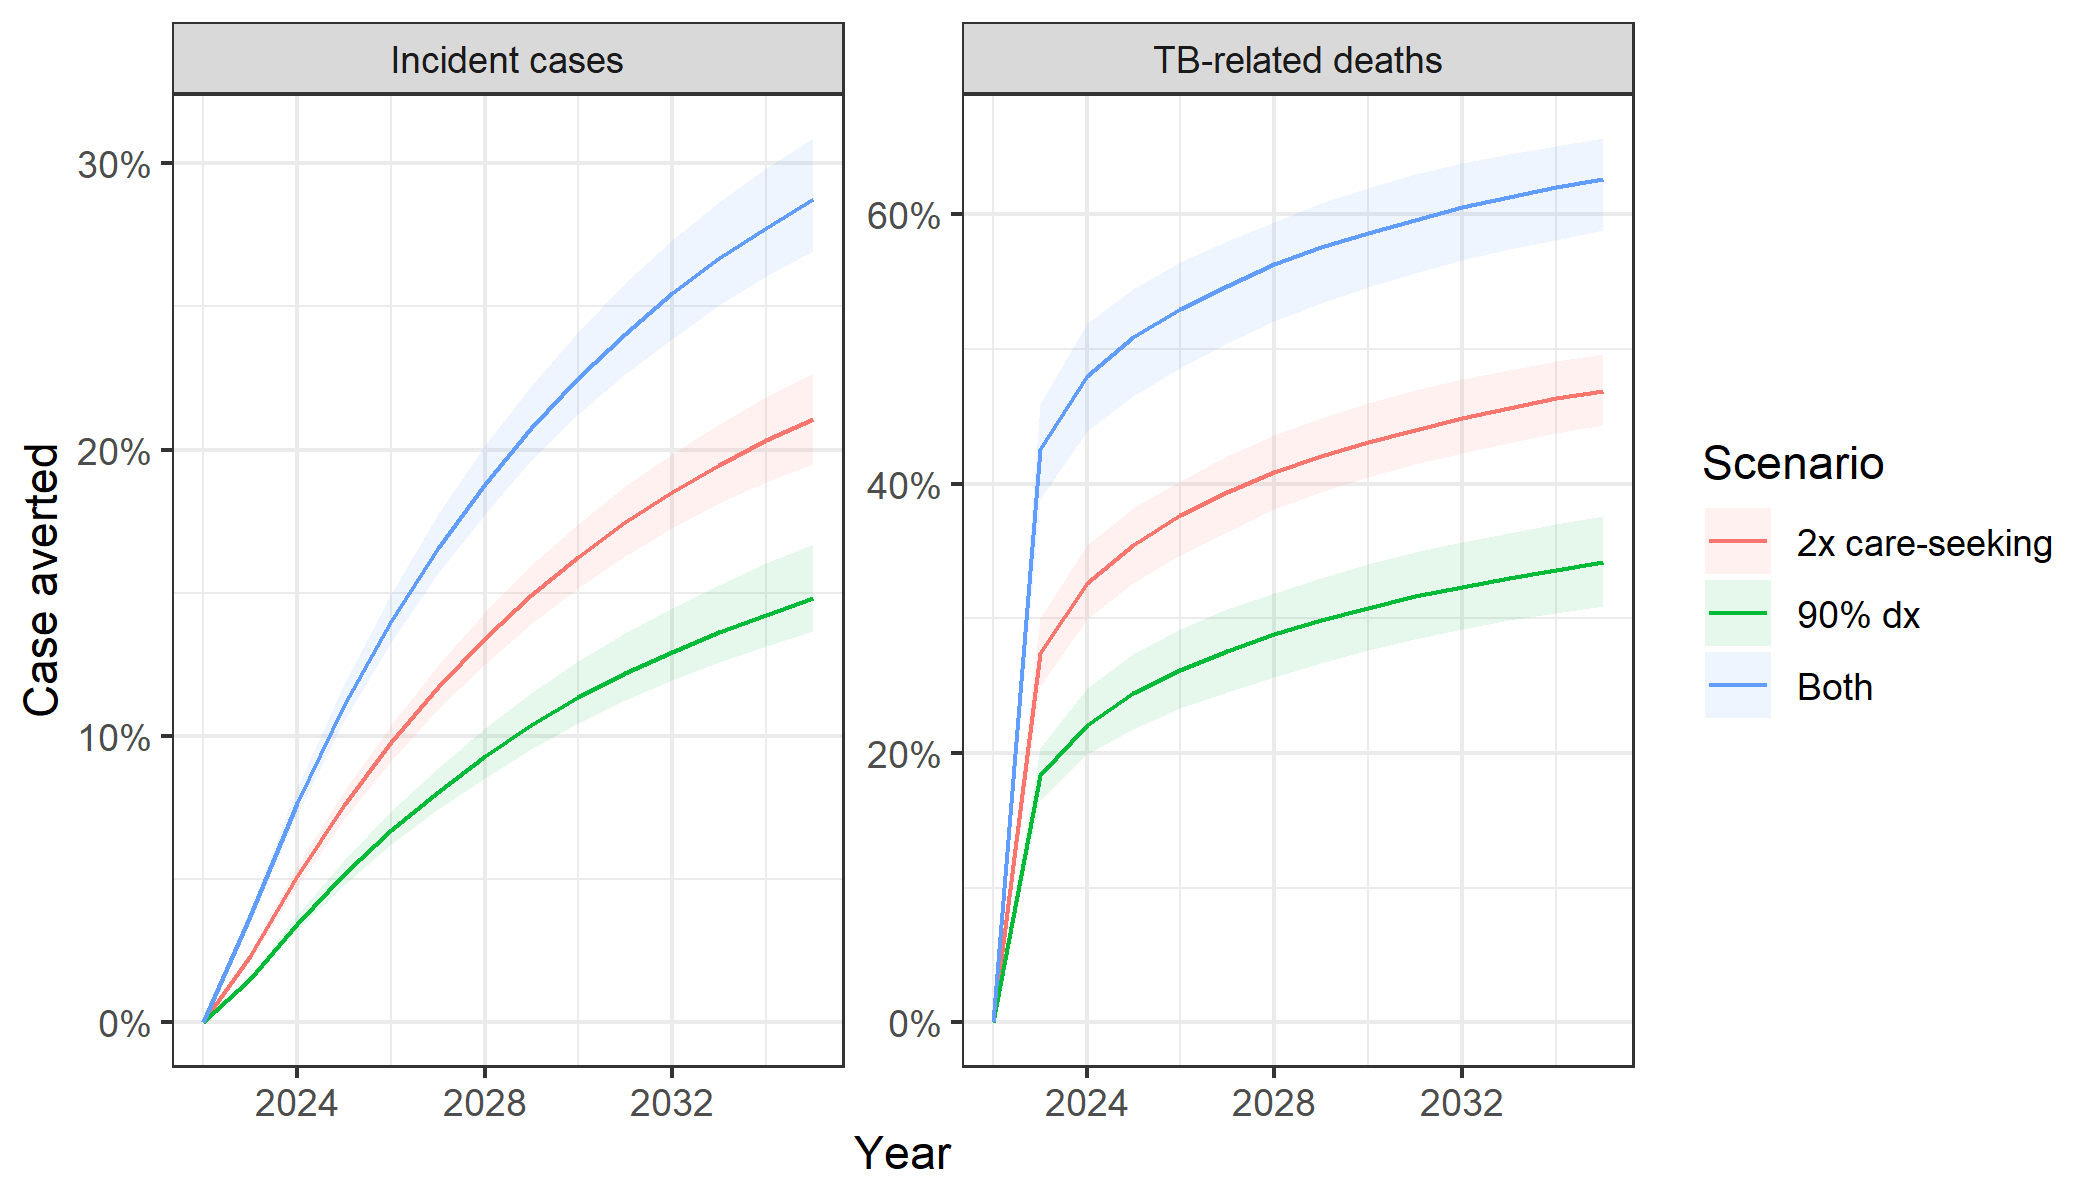 Incident cases
TB-related deaths
Case averted
30%
20%
10%
0%
60%
40%
20%
0%
2024 2028 2032
2024 2028 2032
Year
Scenario
2x care-seeking
90% dx
Both